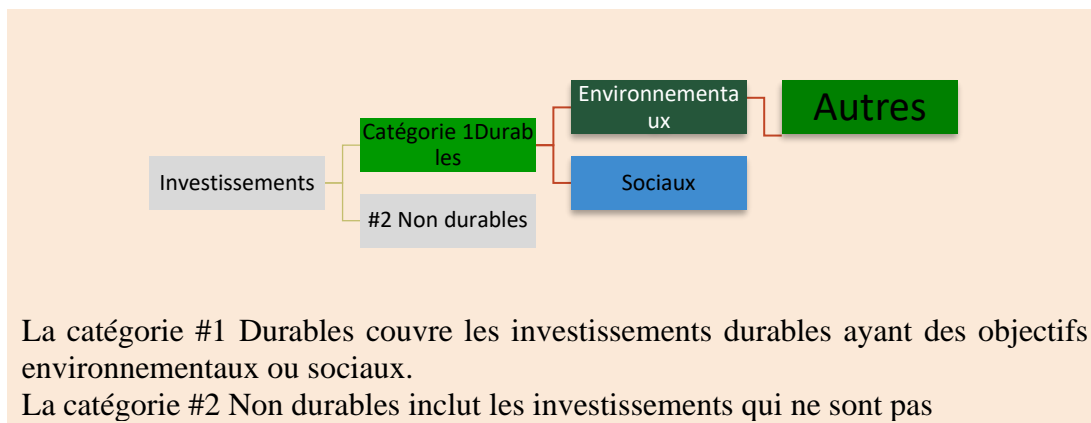 Investissements
Catégorie 1Durab
les
#2 Non durables
Environnementa
ux
Sociaux
Autres
La catégorie #1 Durables couvre les investissements durables ayant des objectifs
environnementaux ou sociaux.
La catégorie #2 Non durables inclut les investissements qui ne sont pas